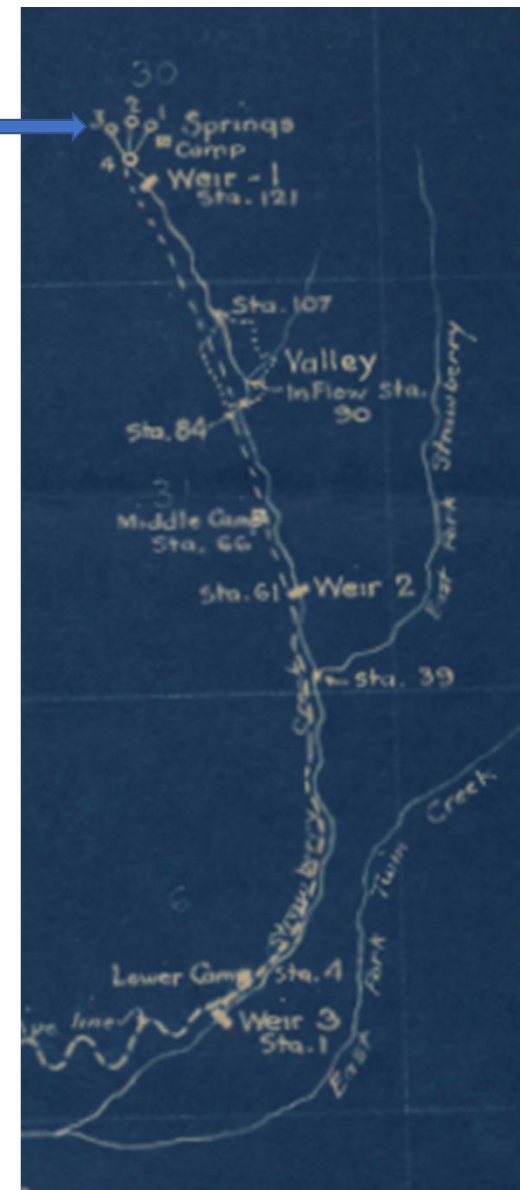 30
3 2 1 Springs
Camp
4
Weir - 1
Sta. 121
Sta. 107
Valley
InFlow Sta.
90
Sta. 84
31
Middle Camp
Sta. 66
Sta. 61 Weir 2
East Fork Strawberry
Sta. 39
Strawberry Creek
East Fork Twin Creek
6
Lower Camp Sta. 4
line
Weir 3
Sta. 1